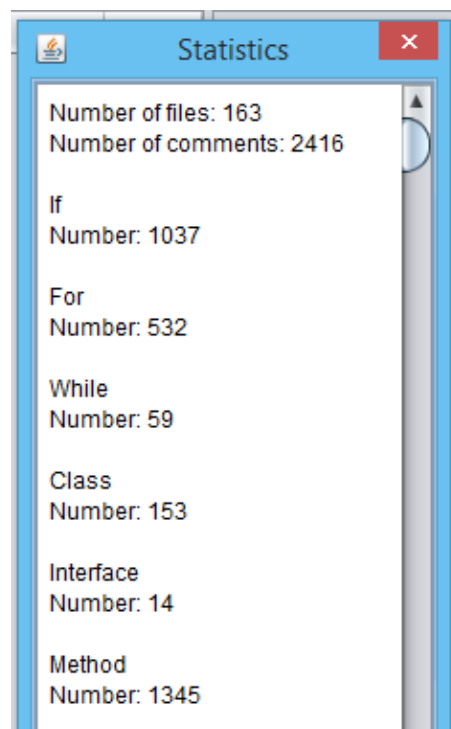 Statistics
Number of files: 163
Number of comments: 2416
If
Number: 1037
For
Number: 532
While
Number: 59
Class
Number: 153
Interface
Number: 14
Method
Number: 1345